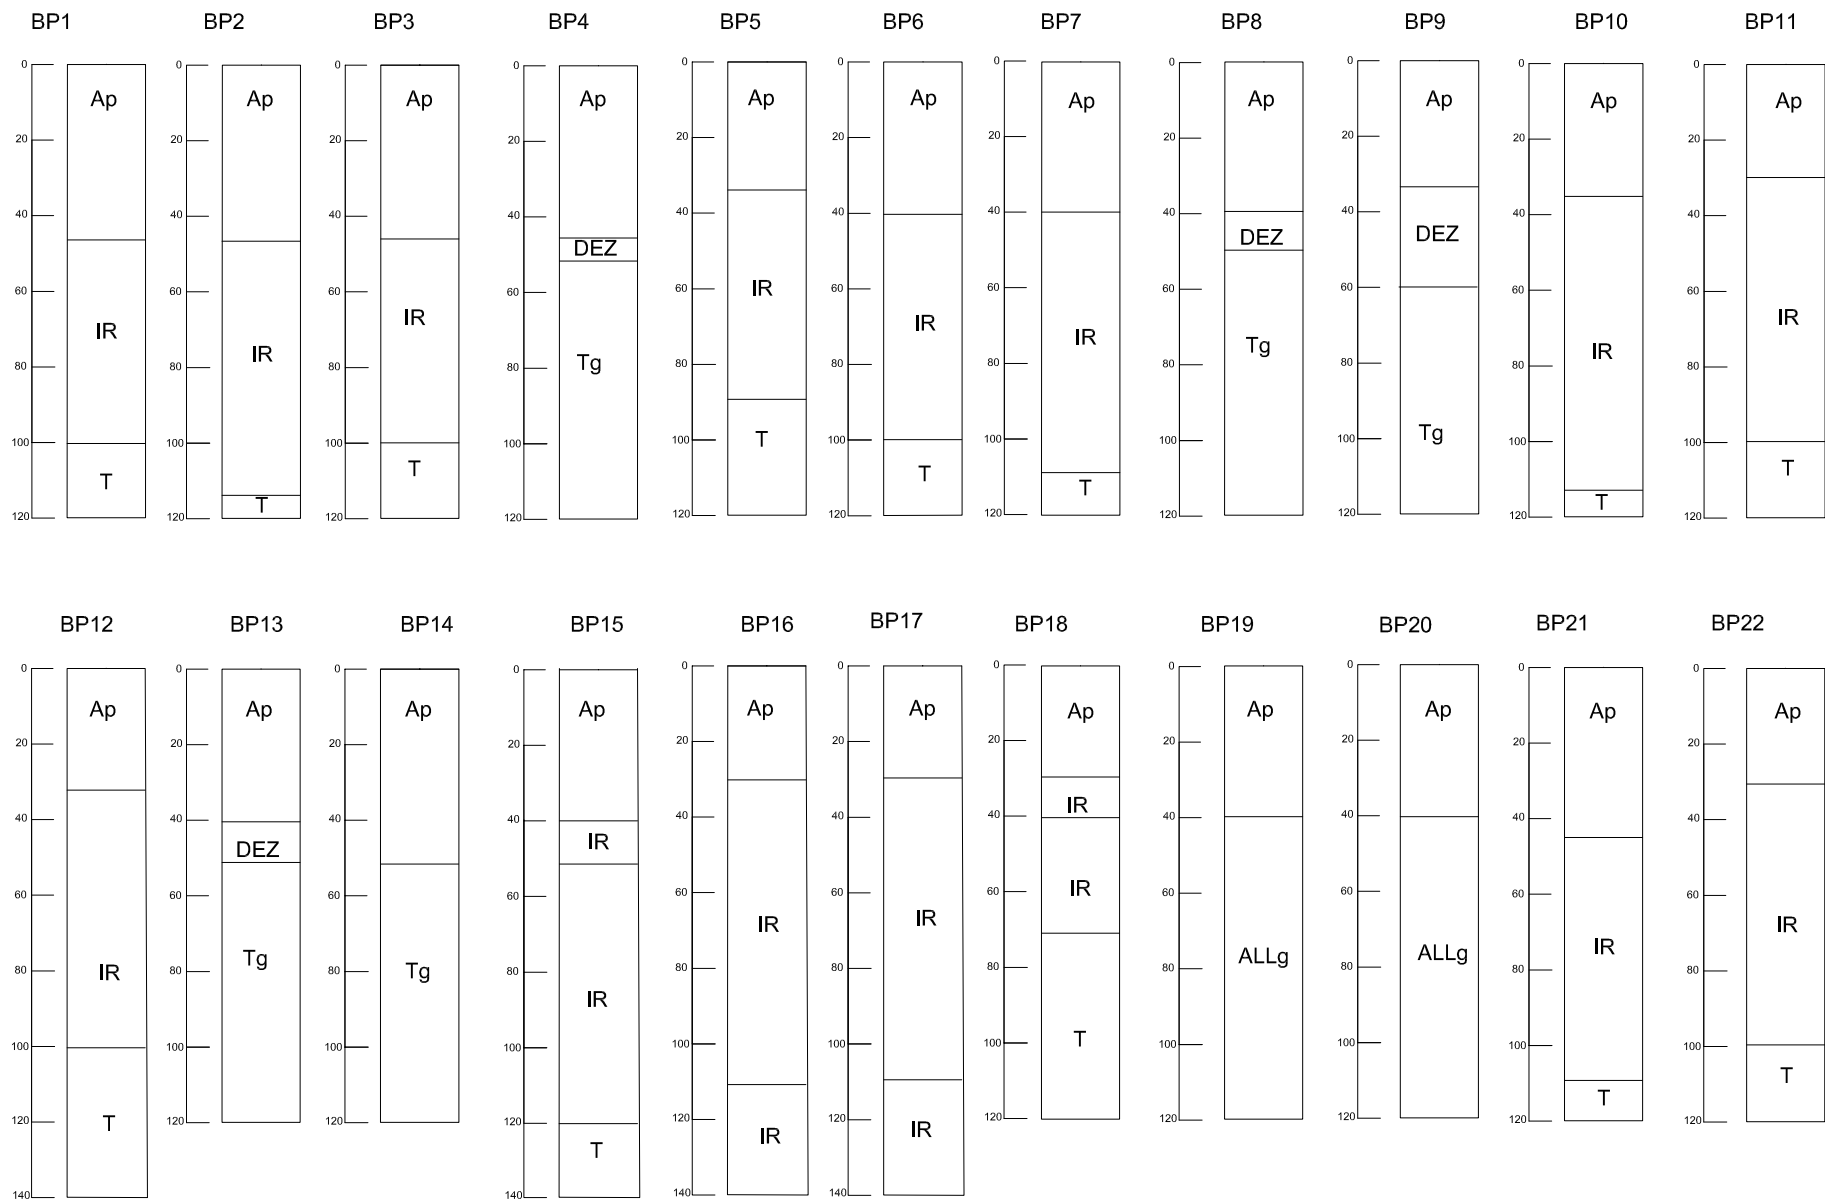 BP1 BP2 BP3 BP4 BP5 BP6 BP7 BP8 BP9 BP10 BP11
0 0 0 0 0 0 0 0 0 0 0
Ap Ap Ap Ap Ap Ap Ap Ap Ap Ap Ap
20 20 20 20 20 20 20 20 20 20 20
40 40 40 40 40 40 40 40 40 40 40
DEZ DEZ DEZ
60 60 60 60 60 60 60 60 60 60 60
IR IR IR Tg IR IR IR Tg IR IR
80 80 80 80 80 80 80 80 80 80 80
100 100 100 100 100 100 100 100 100 100 100
T T T T T T Tg T T
120 120 120 120 120 120 120 120 120 120 120
BP12 BP13 BP14 BP15 BP16 BP17 BP18 BP19 BP20 BP21 BP22
0 0 0 0 0 0 0 0 0 0 0
Ap Ap Ap Ap Ap Ap Ap Ap Ap Ap Ap
20 20 20 20 20 20 20 20 20 20 20
IR
40 40 40 40 40 40 40 40 40 40 40
DEZ IR
60 60 60 60 60 60 60 60 60 60 60
IR Tg Tg IR IR IR IR ALLg ALLg IR IR
80 80 80 80 80 80 80 80 80 80 80
100 100 100 100 100 100 100 100 100 100 100
T T T
120 120 120 120 120 120 120 120 120 120 120
T T IR IR
140 140 140 140